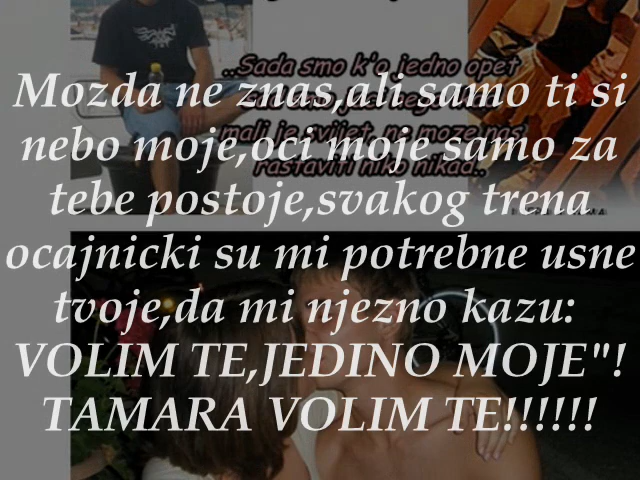 ..Sada smo k'o jedno opet
mali je svijet, ne moze nas
rastaviti niko nikad..
Mozda ne znas,ali samo ti si
nebo moje,oci moje samo za
tebe postoje,svakog trena
ocajnicki su mi potrebne usne
tvoje,da mi njezno kazu:
VOLIM TE,JEDINO MOJE"!
TAMARA VOLIM TE!!!!!!